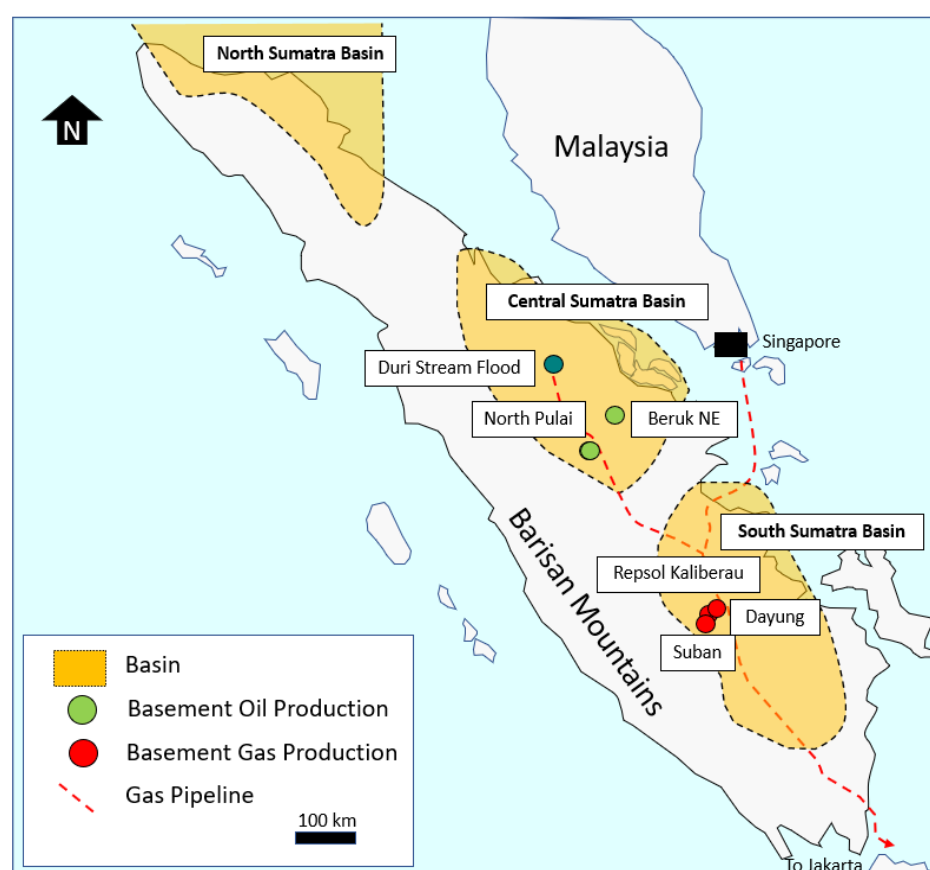 North Sumatra Basin
N
Malaysia
Central Sumatra Basin
Singapore
Duri Stream Flood
North Pulai
Beruk NE
South Sumatra Basin
Barisan Mountains
Repsol Kaliberau
Dayung
Suban
Basin
Basement Oil Production
Basement Gas Production
Gas Pipeline
100 km
To Jakarta